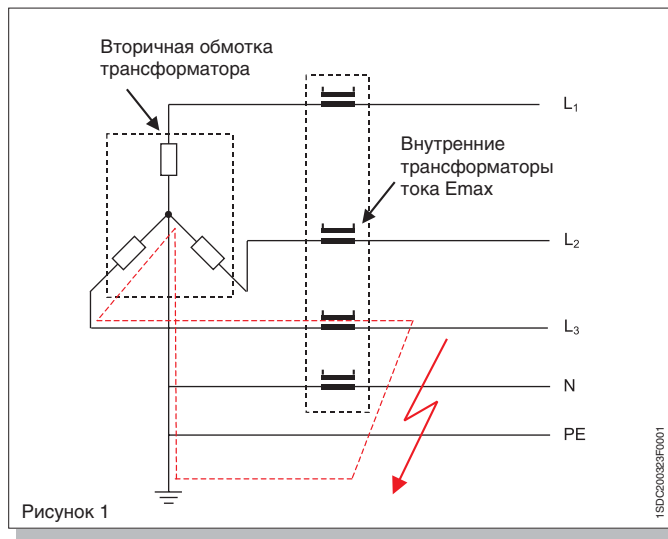 Вторичная обмотка
трансформатора
L₁
Внутренние
трансформаторы
тока Emax
L₂
L₃
N
PE
1SDC200323F0001
Рисунок 1